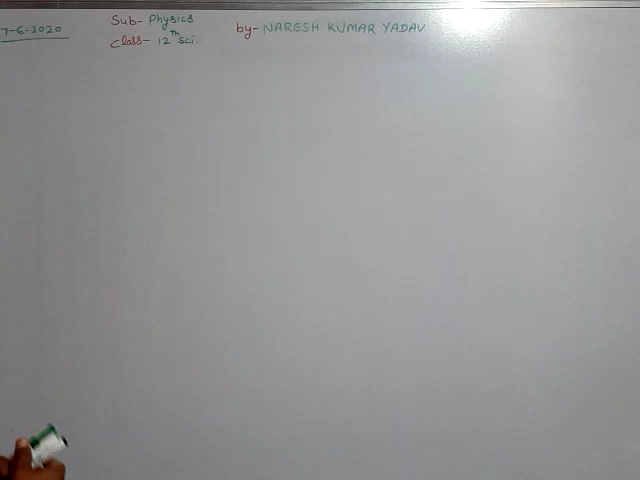 7-6-2020
Sub- Physics
Class- 12th Sci.
by- NARESH KUMAR YADAV